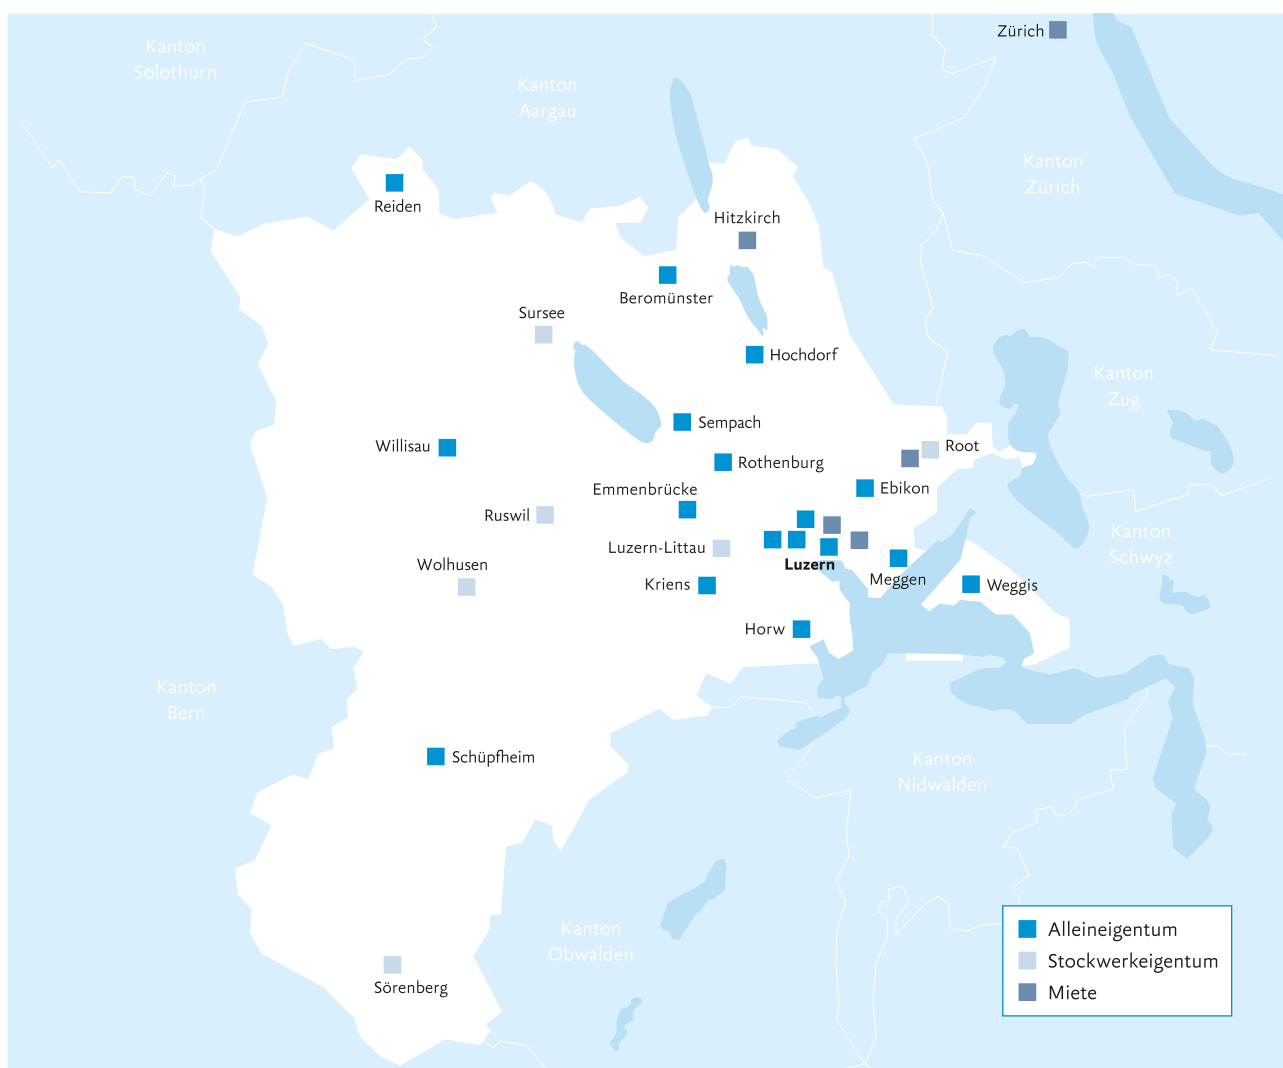 Zürich
Kanton
Solothurn
Kanton
Aargau
Kanton
Zürich
Reiden
Hitzkirch
Beromünster
Sursee
Hochdorf
Kanton
Zug
Sempach
Willisau
Root
Rothenburg
Emmenbrücke
Ebikon
Ruswil
Kanton
Schwyz
Luzern-Littau
Wolhusen
Luzern
Meggen
Kriens
Weggis
Horw
Kanton
Bern
Schüpfheim
Kanton
Nidwalden
Kanton
Obwalden
Sörenberg
Alleineigentum
Stockwerkeigentum
Miete